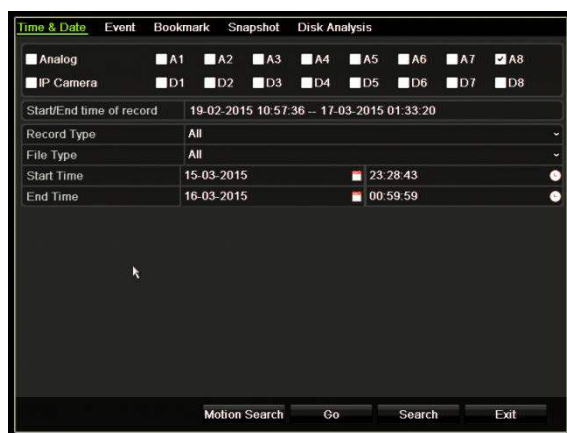 Time & Date Event Bookmark Snapshot Disk Analysis
Analog A1 A2 A3 A4 A5 A6 A7 A8
IP Camera D1 D2 D3 D4 D5 D6 D7 D8
Start/End time of record 19-02-2015 10:57:36 -- 17-03-2015 01:33:20
Record Type All
File Type All
Start Time 15-03-2015 23:28:43
End Time 16-03-2015 00:59:59
Motion Search Go Search Exit